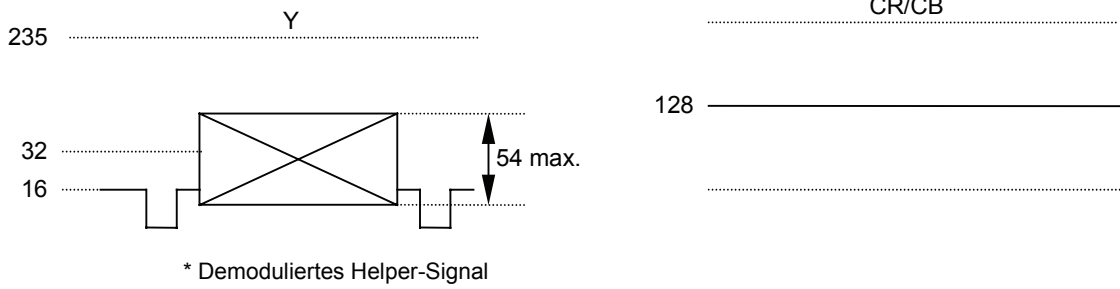 Y
235
32
16
54 max.
* Demoduliertes Helper-Signal
CR/CB
128